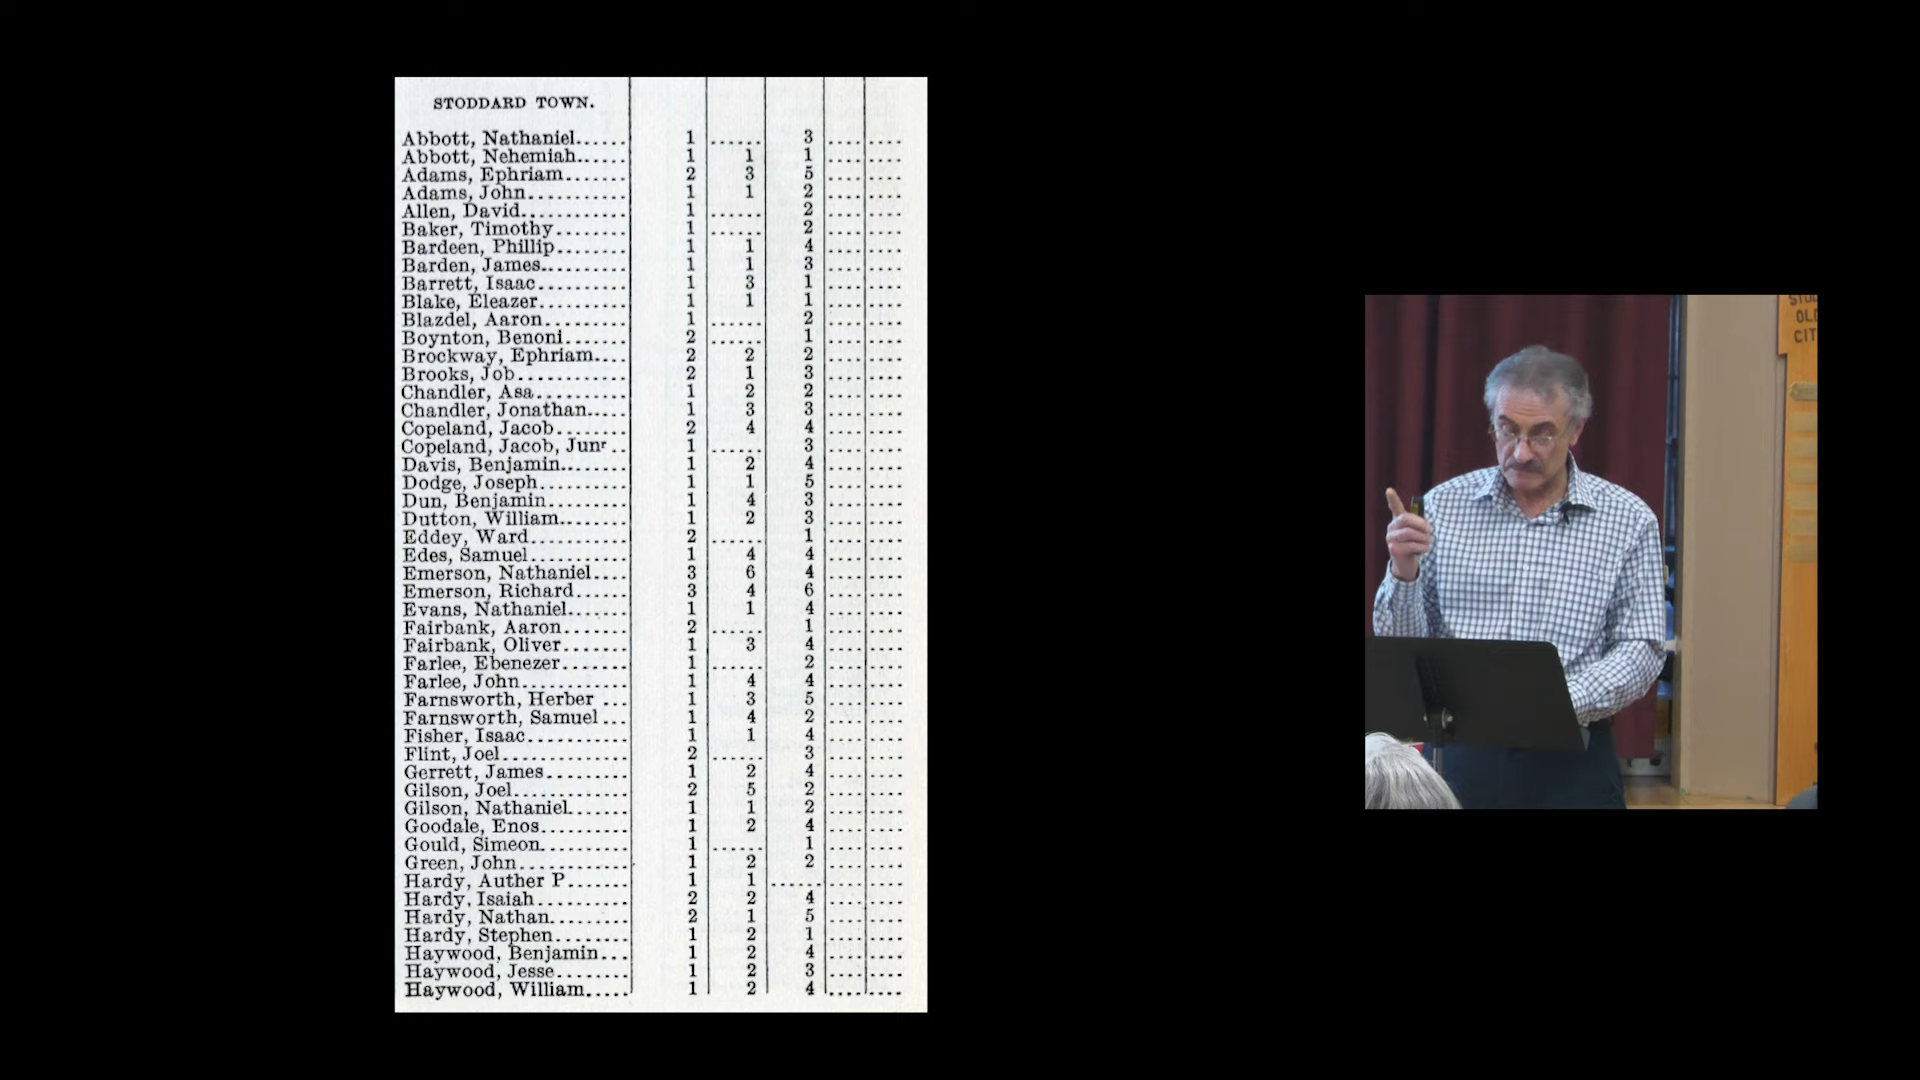 STODDARD TOWN.
Abbott, Nathaniel...... 1 ...... 3 .... ....
Abbott, Nehemiah...... 1 1 1 .... ....
Adams, Ephriam....... 2 3 5 .... ....
Adams, John.......... 1 1 2 .... ....
Allen, David........... 1 ...... 2 .... ....
Baker, Timothy........ 1 ...... 2 .... ....
Bardeen, Phillip........ 1 1 4 .... ....
Barden, James.......... 1 1 3 .... ....
Barrett, Isaac.......... 1 3 1 .... ....
Blake, Eleazer.......... 1 1 1 .... ....
Blazdel, Aaron......... 1 ...... 2 .... ....
Boynton, Benoni....... 2 ...... 1 .... ....
Brockway, Ephriam.... 2 2 2 .... ....
Brooks, Job............ 2 1 3 .... ....
Chandler, Asa.......... 1 2 2 .... ....
Chandler, Jonathan..... 1 3 3 .... ....
Copeland, Jacob........ 2 4 4 .... ....
Copeland, Jacob, Junr .. 1 ...... 3 .... ....
Davis, Benjamin....... 1 2 4 .... ....
Dodge, Joseph.......... 1 1 5 .... ....
Dun, Benjamin......... 1 4 3 .... ....
Dutton, William....... 1 2 3 .... ....
Eddey, Ward........... 2 ...... 1 .... ....
Edes, Samuel........... 1 4 4 .... ....
Emerson, Nathaniel.... 3 6 4 .... ....
Emerson, Richard...... 3 4 6 .... ....
Evans, Nathaniel....... 1 1 4 .... ....
Fairbank, Aaron....... 2 ...... 1 .... ....
Fairbank, Oliver....... 1 3 4 .... ....
Farlee, Ebenezer....... 1 ...... 2 .... ....
Farlee, John............ 1 4 4 .... ....
Farnsworth, Herber ... 1 3 5 .... ....
Farnsworth, Samuel... 1 4 2 .... ....
Fisher, Isaac........... 1 1 4 .... ....
Flint, Joel.............. 2 ...... 3 .... ....
Gerrett, James......... 1 2 4 .... ....
Gilson, Joel............ 2 5 2 .... ....
Gilson, Nathaniel....... 1 1 2 .... ....
Goodale, Enos.......... 1 2 4 .... ....
Gould, Simeon.......... 1 ...... 1 .... ....
Green, John............ 1 2 2 .... ....
Hardy, Auther P....... 1 1 ...... .... ....
Hardy, Isaiah.......... 2 2 4 .... ....
Hardy, Nathan......... 2 1 5 .... ....
Hardy, Stephen........ 1 2 1 .... ....
Haywood, Benjamin... 1 2 4 .... ....
Haywood, Jesse........ 1 2 3 .... ....
Haywood, William..... 1 2 4 .... ....
OL
CIT